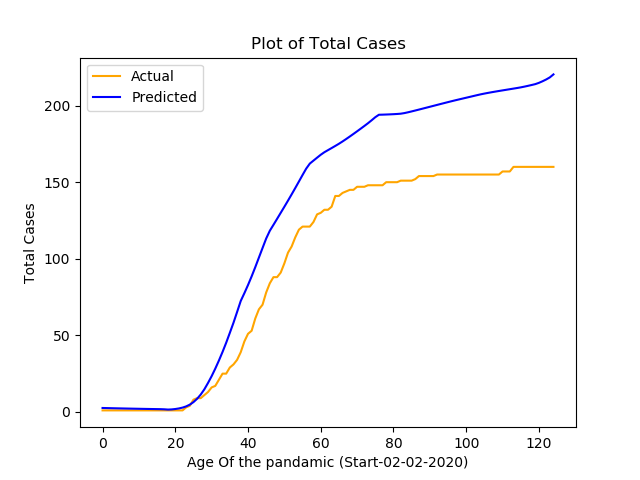 Plot of Total Cases
Actual
Predicted
200
150
100
50
0
Total Cases
0 20 40 60 80 100 120
Age Of the pandamic (Start-02-02-2020)